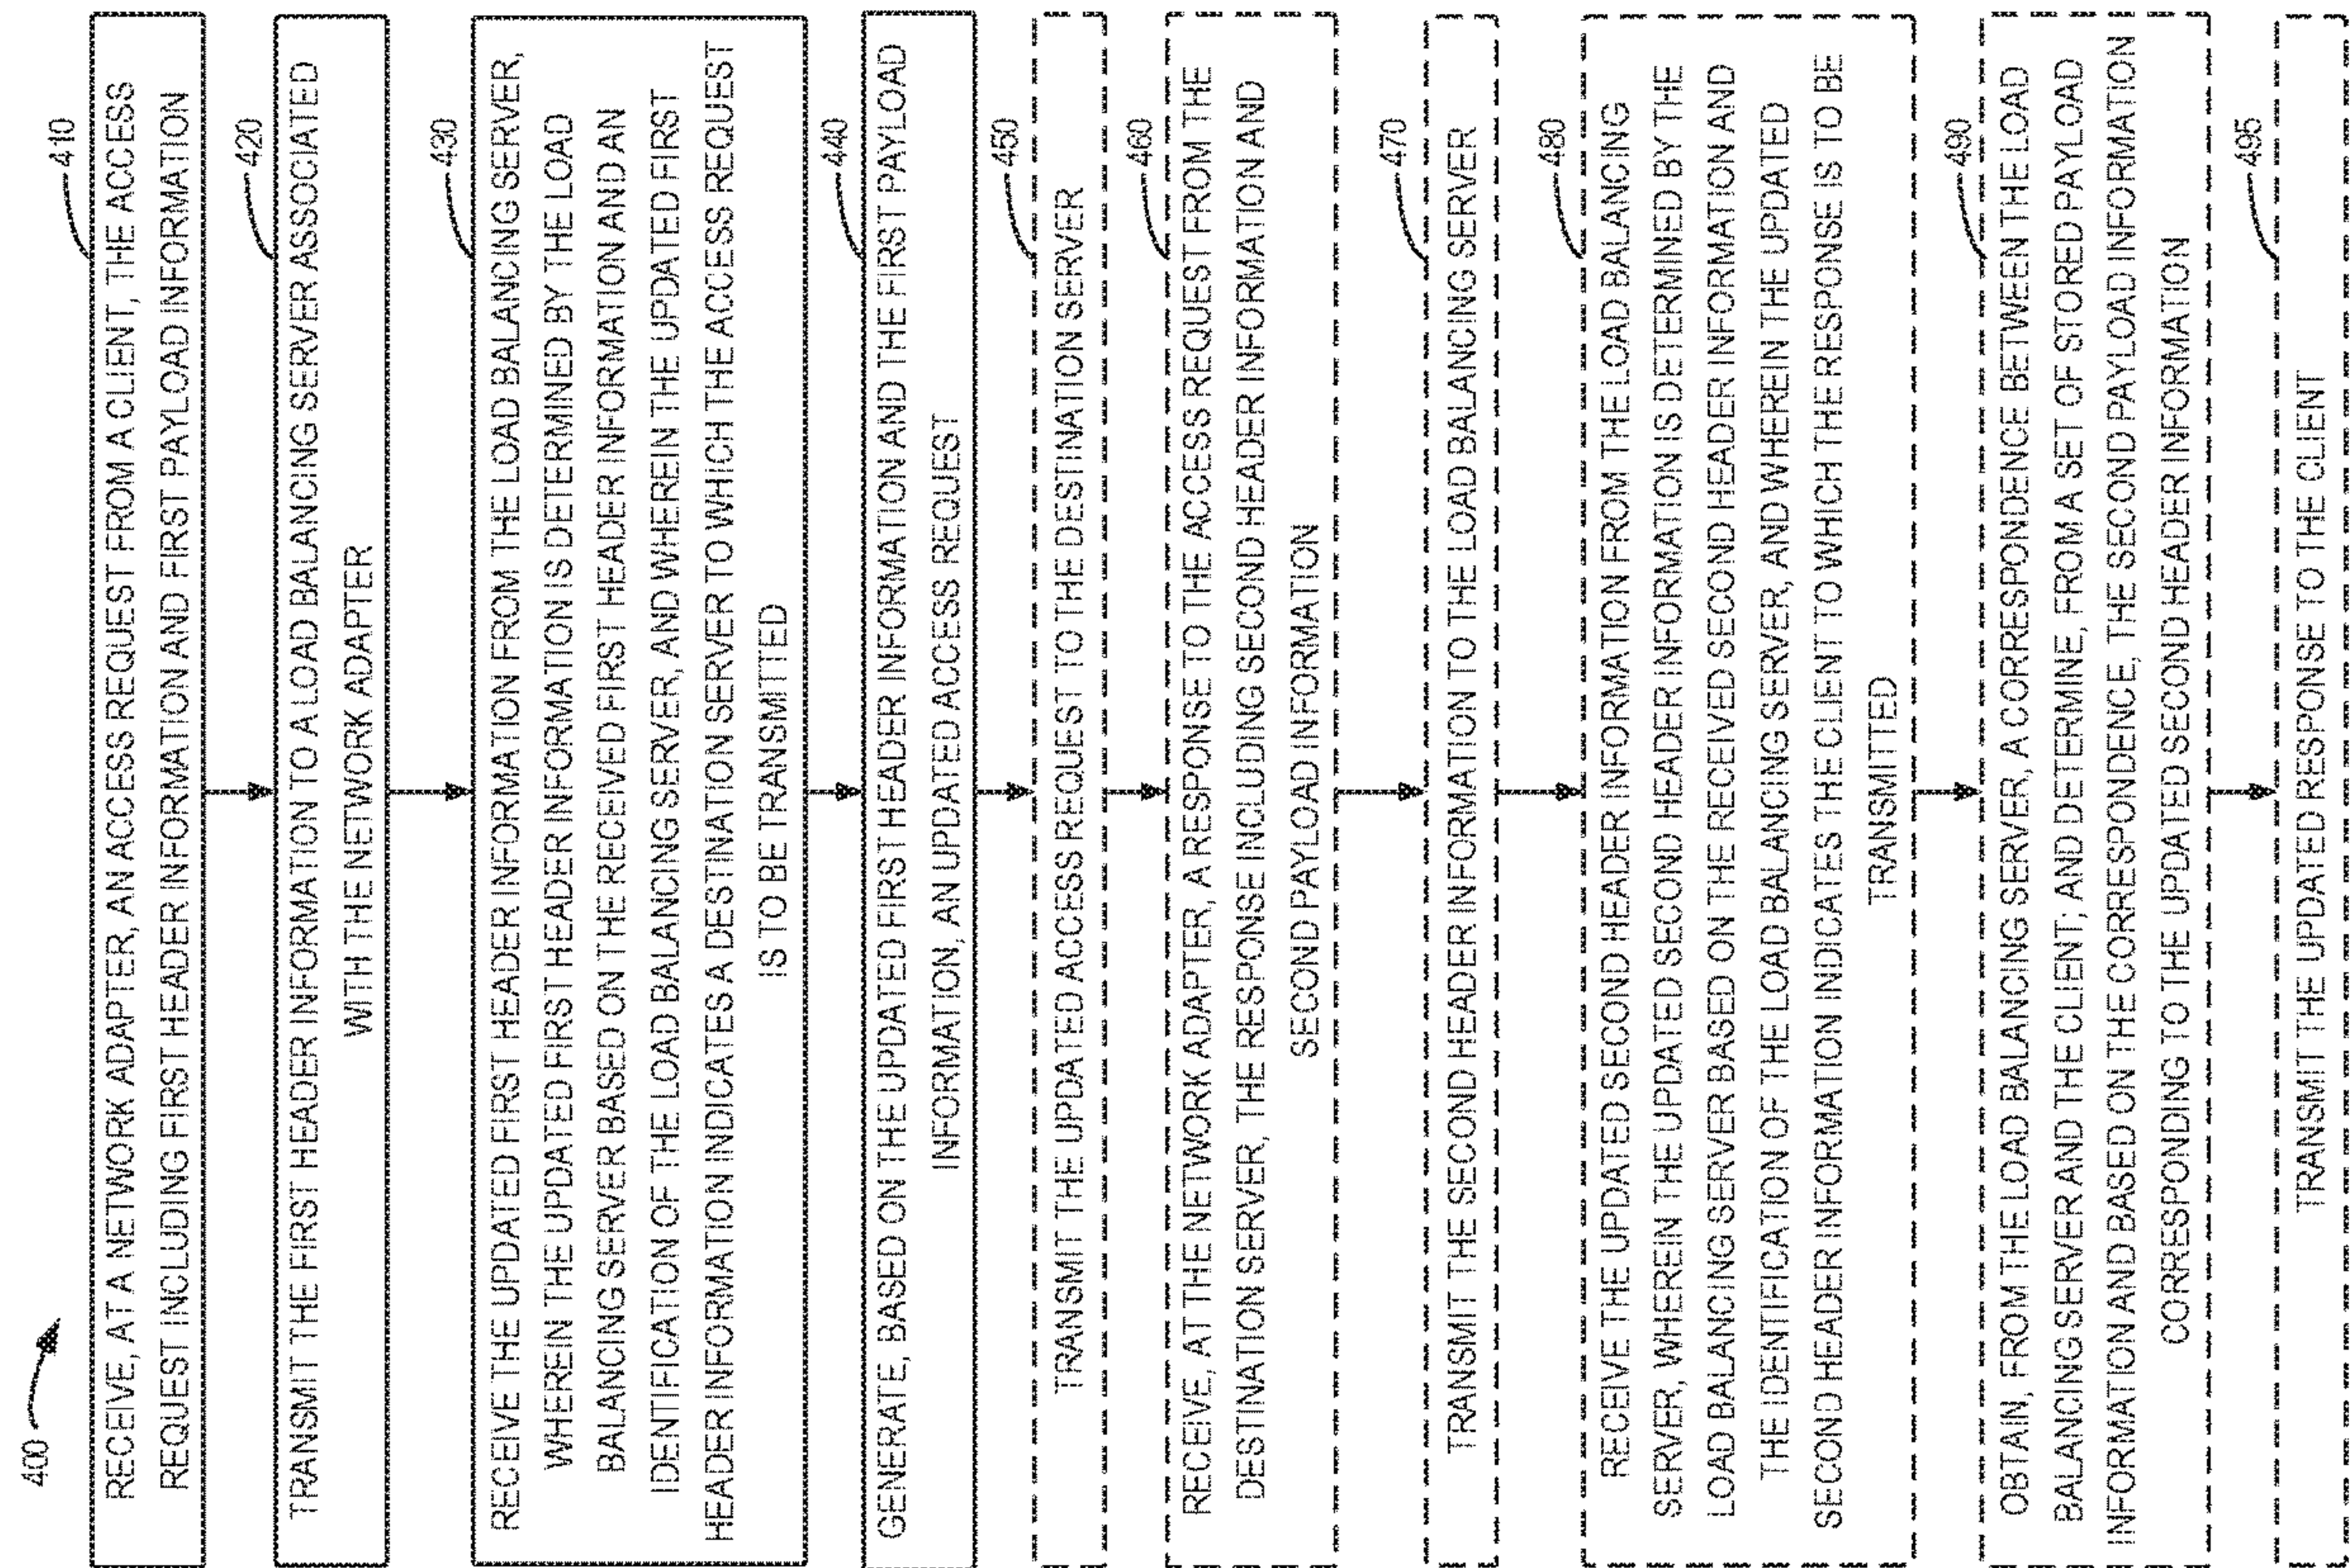 400
410
RECEIVE, AT A NETWORK ADAPTER, AN ACCESS REQUEST FROM A CLIENT, THE ACCESS
REQUEST INCLUDING FIRST HEADER INFORMATION AND FIRST PAYLOAD INFORMATION
420
TRANSMIT THE FIRST HEADER INFORMATION TO A LOAD BALANCING SERVER ASSOCIATED
WITH THE NETWORK ADAPTER
430
RECEIVE THE UPDATED FIRST HEADER INFORMATION FROM THE LOAD BALANCING SERVER,
WHEREIN THE UPDATED FIRST HEADER INFORMATION IS DETERMINED BY THE LOAD
BALANCING SERVER BASED ON THE RECEIVED FIRST HEADER INFORMATION AND AN
IDENTIFICATION OF THE LOAD BALANCING SERVER, AND WHEREIN THE UPDATED FIRST
HEADER INFORMATION INDICATES A DESTINATION SERVER TO WHICH THE ACCESS REQUEST
IS TO BE TRANSMITTED
440
GENERATE, BASED ON THE UPDATED FIRST HEADER INFORMATION AND THE FIRST PAYLOAD
INFORMATION, AN UPDATED ACCESS REQUEST
450
TRANSMIT THE UPDATED ACCESS REQUEST TO THE DESTINATION SERVER
460
RECEIVE, AT THE NETWORK ADAPTER, A RESPONSE TO THE ACCESS REQUEST FROM THE
DESTINATION SERVER, THE RESPONSE INCLUDING SECOND HEADER INFORMATION AND
SECOND PAYLOAD INFORMATION
470
TRANSMIT THE SECOND HEADER INFORMATION TO THE LOAD BALANCING SERVER
480
RECEIVE THE UPDATED SECOND HEADER INFORMATION FROM THE LOAD BALANCING
SERVER, WHEREIN THE UPDATED SECOND HEADER INFORMATION IS DETERMINED BY THE
LOAD BALANCING SERVER BASED ON THE RECEIVED SECOND HEADER INFORMATION AND
THE IDENTIFICATION OF THE LOAD BALANCING SERVER, AND WHEREIN THE UPDATED
SECOND HEADER INFORMATION INDICATES THE CLIENT TO WHICH THE RESPONSE IS TO BE
TRANSMITTED
490
OBTAIN, FROM THE LOAD BALANCING SERVER, A CORRESPONDENCE BETWEEN THE LOAD
BALANCING SERVER AND THE CLIENT; AND DETERMINE, FROM A SET OF STORED PAYLOAD
INFORMATION AND BASED ON THE CORRESPONDENCE, THE SECOND PAYLOAD INFORMATION
CORRESPONDING TO THE UPDATED SECOND HEADER INFORMATION
495
TRANSMIT THE UPDATED RESPONSE TO THE CLIENT